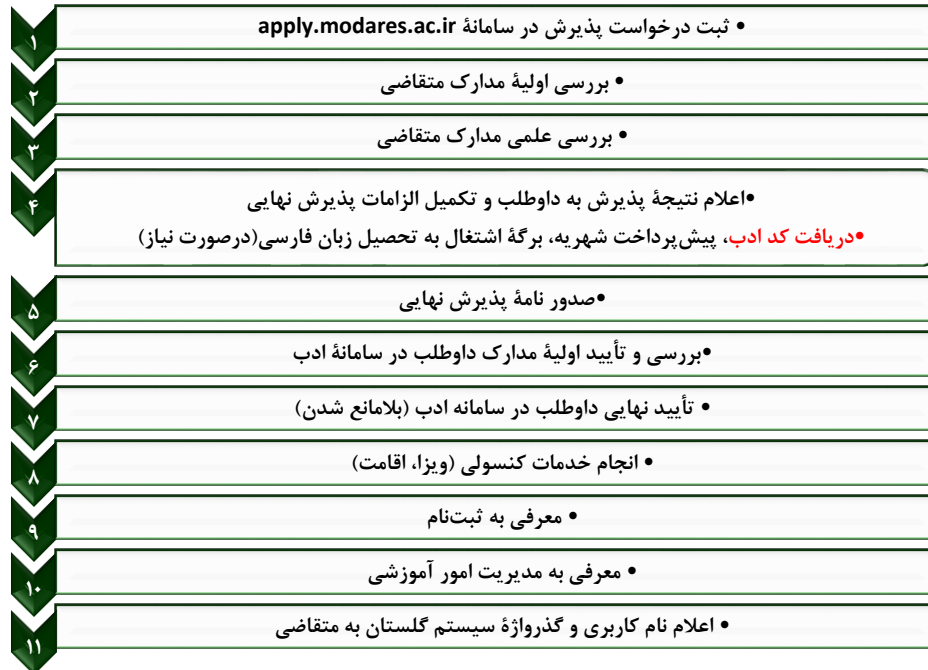 ۱
• ثبت درخواست پذیرش در سامانهٔ apply.modares.ac.ir
۲
• بررسی اولیهٔ مدارک متقاضی
۳
• بررسی علمی مدارک متقاضی
۴
•اعلام نتیجهٔ پذیرش به داوطلب و تکمیل الزامات پذیرش نهایی
•دریافت کد ادب، پیش‌پرداخت شهریه، برگهٔ اشتغال به تحصیل زبان فارسی(درصورت نیاز)
۵
•صدور نامهٔ پذیرش نهایی
۶
•بررسی و تأیید اولیهٔ مدارک داوطلب در سامانهٔ ادب
۷
• تأیید نهایی داوطلب در سامانه ادب (بلامانع شدن)
۸
• انجام خدمات کنسولی (ویزا، اقامت)
۹
• معرفی به ثبت‌نام
۱۰
• معرفی به مدیریت امور آموزشی
۱۱
• اعلام نام کاربری و گذرواژهٔ سیستم گلستان به متقاضی